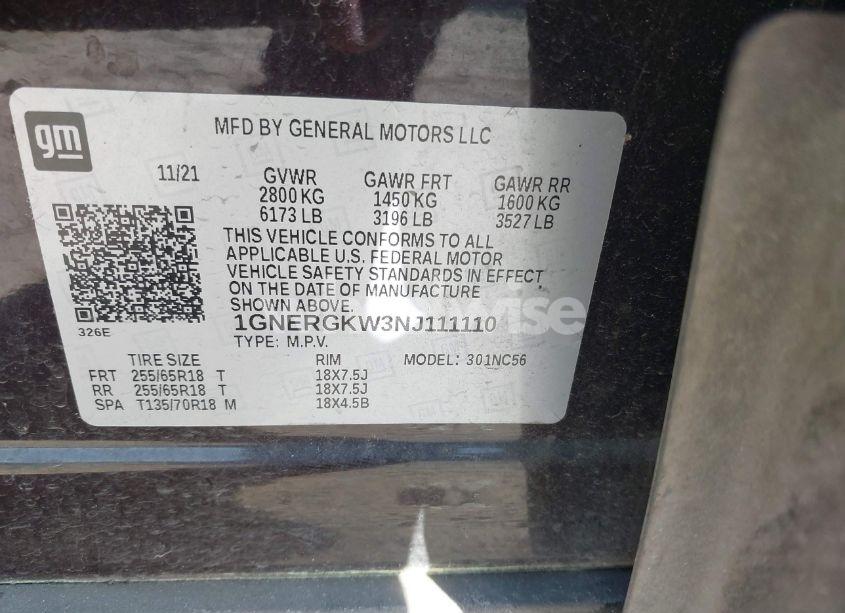 gm
MFD BY GENERAL MOTORS LLC
11/21 GVWR GAWR FRT GAWR RR
2800 KG 1450 KG 1600 KG
6173 LB 3196 LB 3527 LB
THIS VEHICLE CONFORMS TO ALL
APPLICABLE U.S. FEDERAL MOTOR
VEHICLE SAFETY STANDARDS IN EFFECT
ON THE DATE OF MANUFACTURE
SHOWN ABOVE.
1GNERGKW3NJ111110
326E
TYPE: M.P.V.
TIRE SIZE RIM MODEL: 301NC56
FRT 255/65R18 T 18X7.5J
RR 255/65R18 T 18X7.5J
SPA T135/70R18 M 18X4.5B